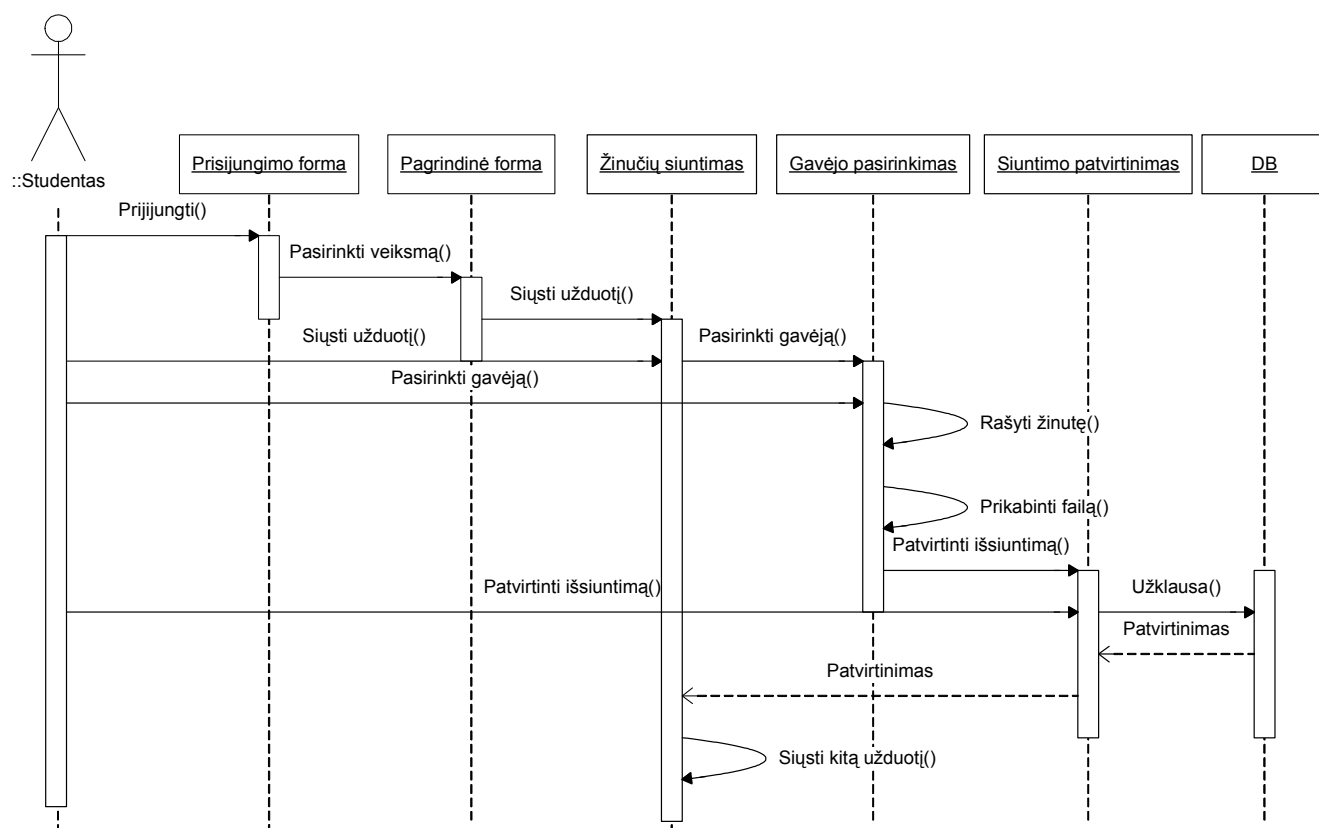 ::Studentas
Prisijungimo forma
Pagrindinė forma
Žinučių siuntimas
Gavėjo pasirinkimas
Siuntimo patvirtinimas
DB
Prijijungti()
Pasirinkti veiksmą()
Siųsti užduotį()
Siųsti užduotį()
Pasirinkti gavėją()
Pasirinkti gavėją()
Rašyti žinutę()
Prikabinti failą()
Patvirtinti išsiuntimą()
Patvirtinti išsiuntimą()
Užklausa()
Patvirtinimas
Patvirtinimas
Siųsti kitą užduotį()